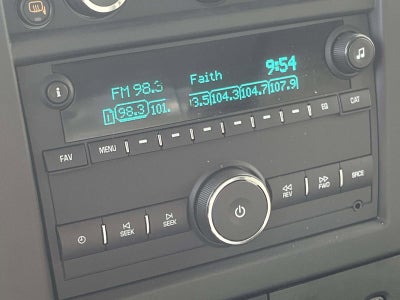 Faith 9:54
FM 98.3
1 98.3 101. 3.5 104.3 104.7 107.9
FAV MENU EQ CAT
SEEK SEEK REV FWD SRCE